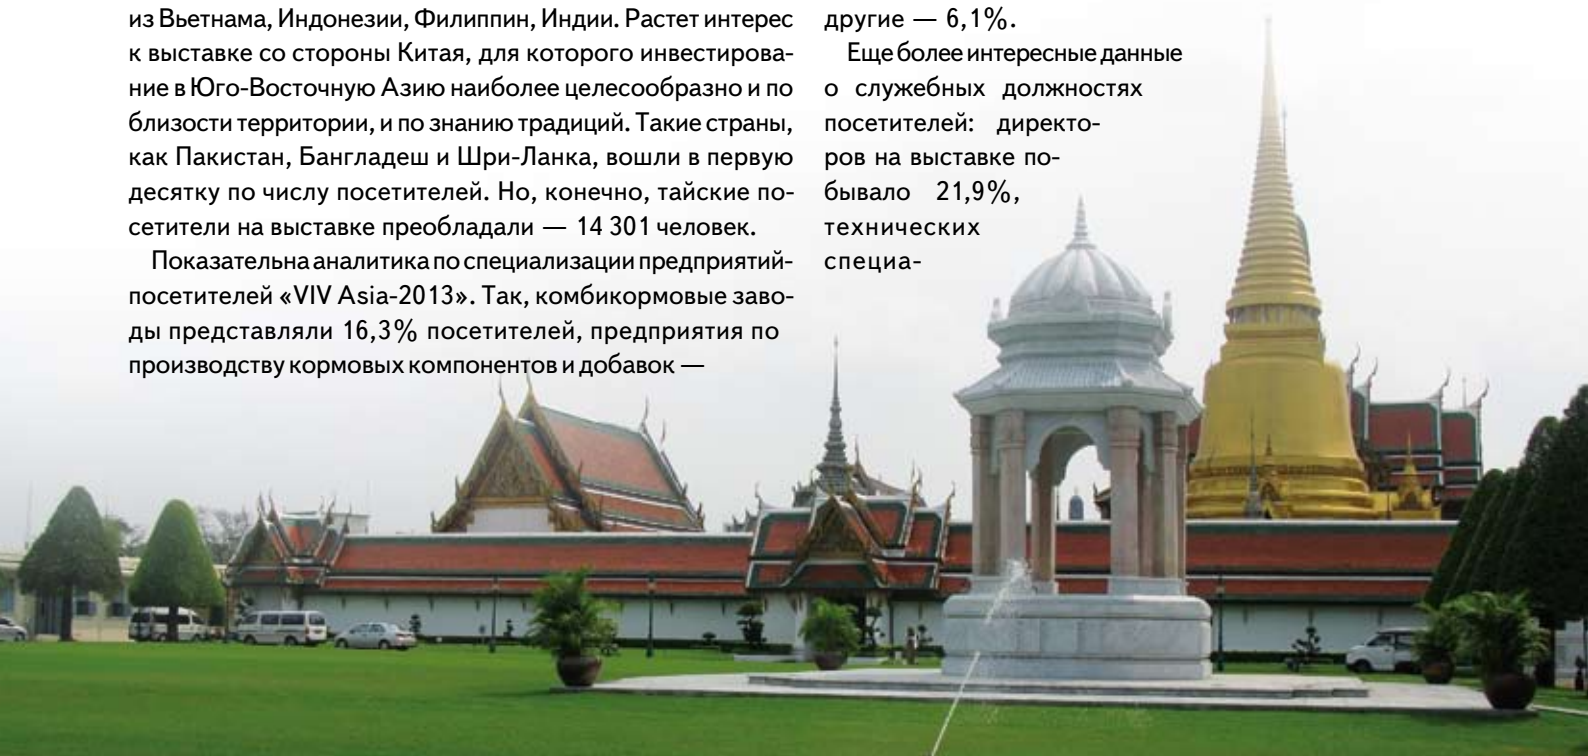 из Вьетнама, Индонезии, Филиппин, Индии. Растет интерес
к выставке со стороны Китая, для которого инвестирова-
ние в Юго-Восточную Азию наиболее целесообразно и по
близости территории, и по знанию традиций. Такие страны,
как Пакистан, Бангладеш и Шри-Ланка, вошли в первую
десятку по числу посетителей. Но, конечно, тайские по-
сетители на выставке преобладали — 14 301 человек.
Показательна аналитика по специализации предприятий-
посетителей «VIV Asia-2013». Так, комбикормовые заво-
ды представляли 16,3% посетителей, предприятия по
производству кормовых компонентов и добавок —
другие — 6,1%.
Еще более интересные данные
о служебных должностях
посетителей: директо-
ров на выставке по-
бывало 21,9%,
технических
специа-